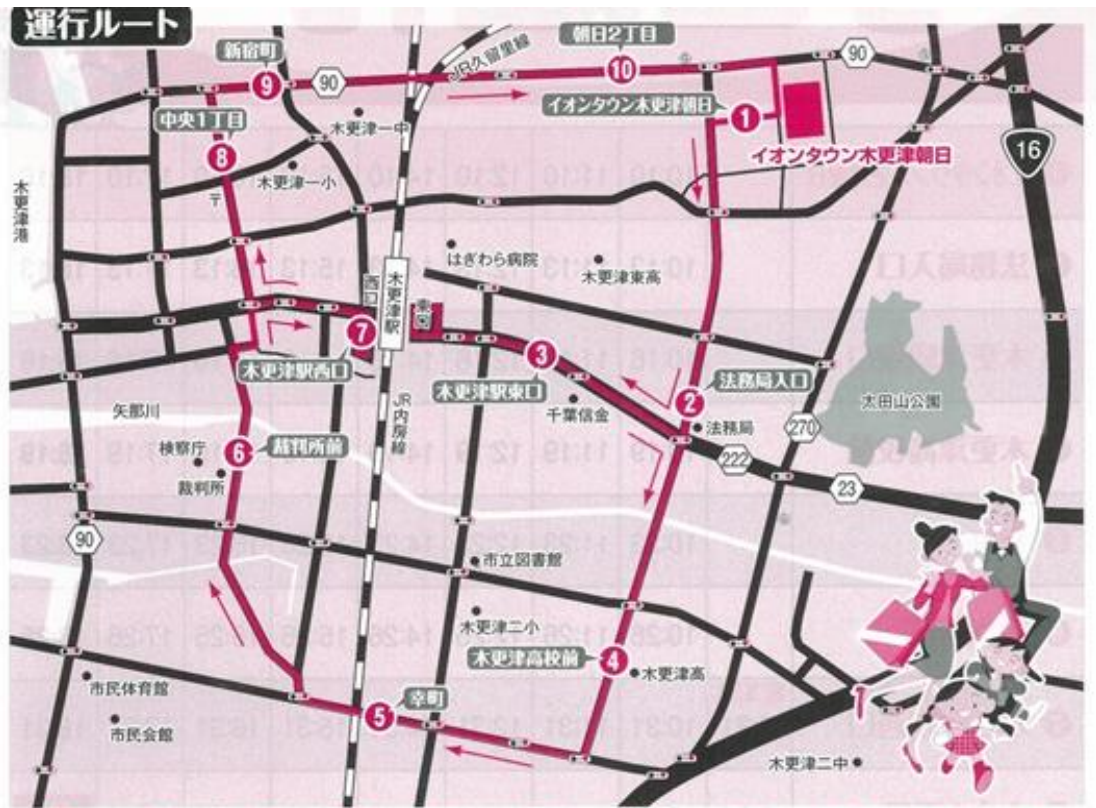 運行ルート
新宿町
9
90
JR久留里線
朝日2丁目
10
90
イオンタウン木更津朝日
1
イオンタウン木更津朝日
16
中央1丁目
8
木更津一中
木更津一小
〒
木更津港
はぎわら病院
木更津東高
西口
木更津駅
東口
7
木更津駅西口
3
木更津駅東口
千葉信金
2
法務局入口
法務局
太田山公園
270
222
23
矢那川
検察庁
裁判所
6
裁判所前
JR内房線
90
市立図書館
木更津二小
木更津高校前
4
木更津高
市民体育館
市民会館
5
幸町
木更津二中